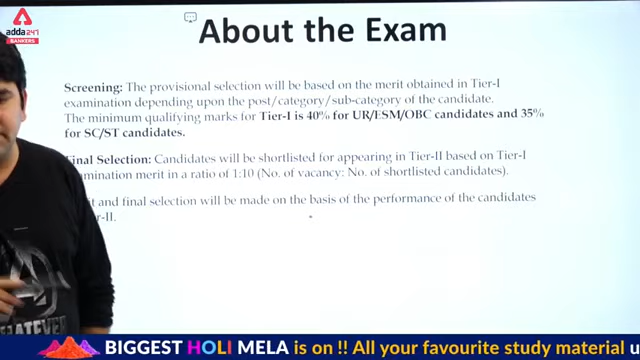 adda247
BANKERS
About the Exam
Screening: The provisional selection will be based on the merit obtained in Tier-I
examination depending upon the post/category/sub-category of the candidate.
The minimum qualifying marks for Tier-I is 40% for UR/ESM/OBC candidates and 35%
for SC/ST candidates.
Final Selection: Candidates will be shortlisted for appearing in Tier-II based on Tier-I
amination merit in a ratio of 1:10 (No. of vacancy: No. of shortlisted candidates).
it and final selection will be made on the basis of the performance of the candidates
r-II.
WHATEVER
BIGGEST HOLI MELA is on !! All your favourite study material u